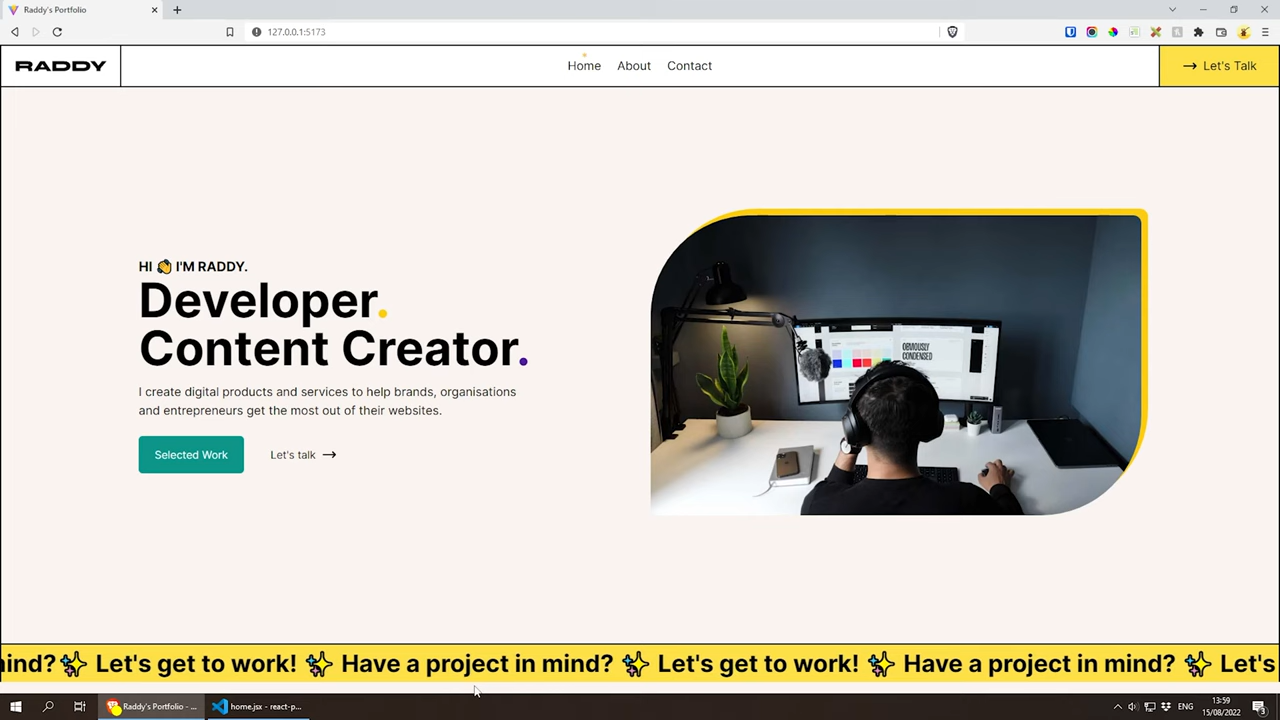 Raddy's Portfolio
127.0.0.1:5173
RADDY
Home
About
Contact
→ Let's Talk
HI 👋 I'M RADDY.
Developer.
Content Creator.
I create digital products and services to help brands, organisations
and entrepreneurs get the most out of their websites.
Selected Work
Let's talk →
OBVIOUSLY
CONDENSED
mind? ✨ Let's get to work! ✨ Have a project in mind? ✨ Let's get to work! ✨ Have a project in mind? ✨ Let's
Raddy's Portfolio - ...
home.jsx - react-p...
ENG
13:59
15/08/2022
3